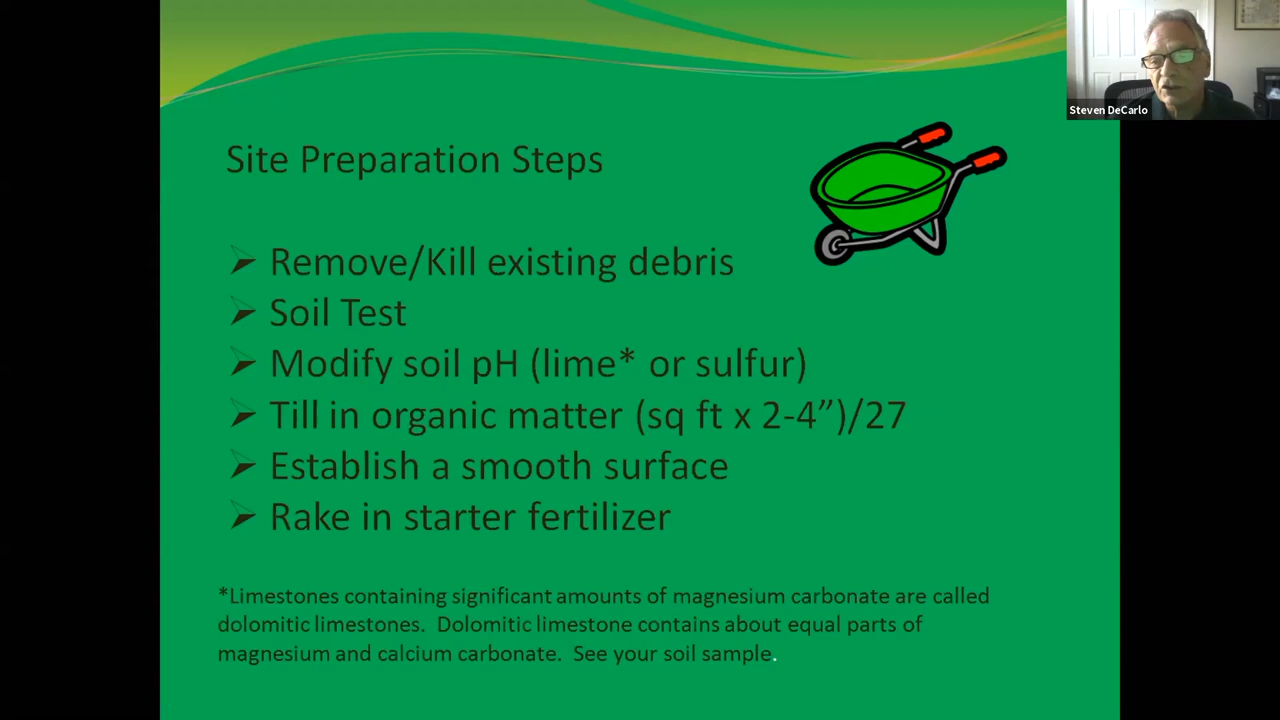 Steven DeCarlo
Site Preparation Steps
Remove/Kill existing debris
Soil Test
Modify soil pH (lime* or sulfur)
Till in organic matter (sq ft x 2-4”)/27
Establish a smooth surface
Rake in starter fertilizer
*Limestones containing significant amounts of magnesium carbonate are called
dolomitic limestones.  Dolomitic limestone contains about equal parts of
magnesium and calcium carbonate.  See your soil sample.